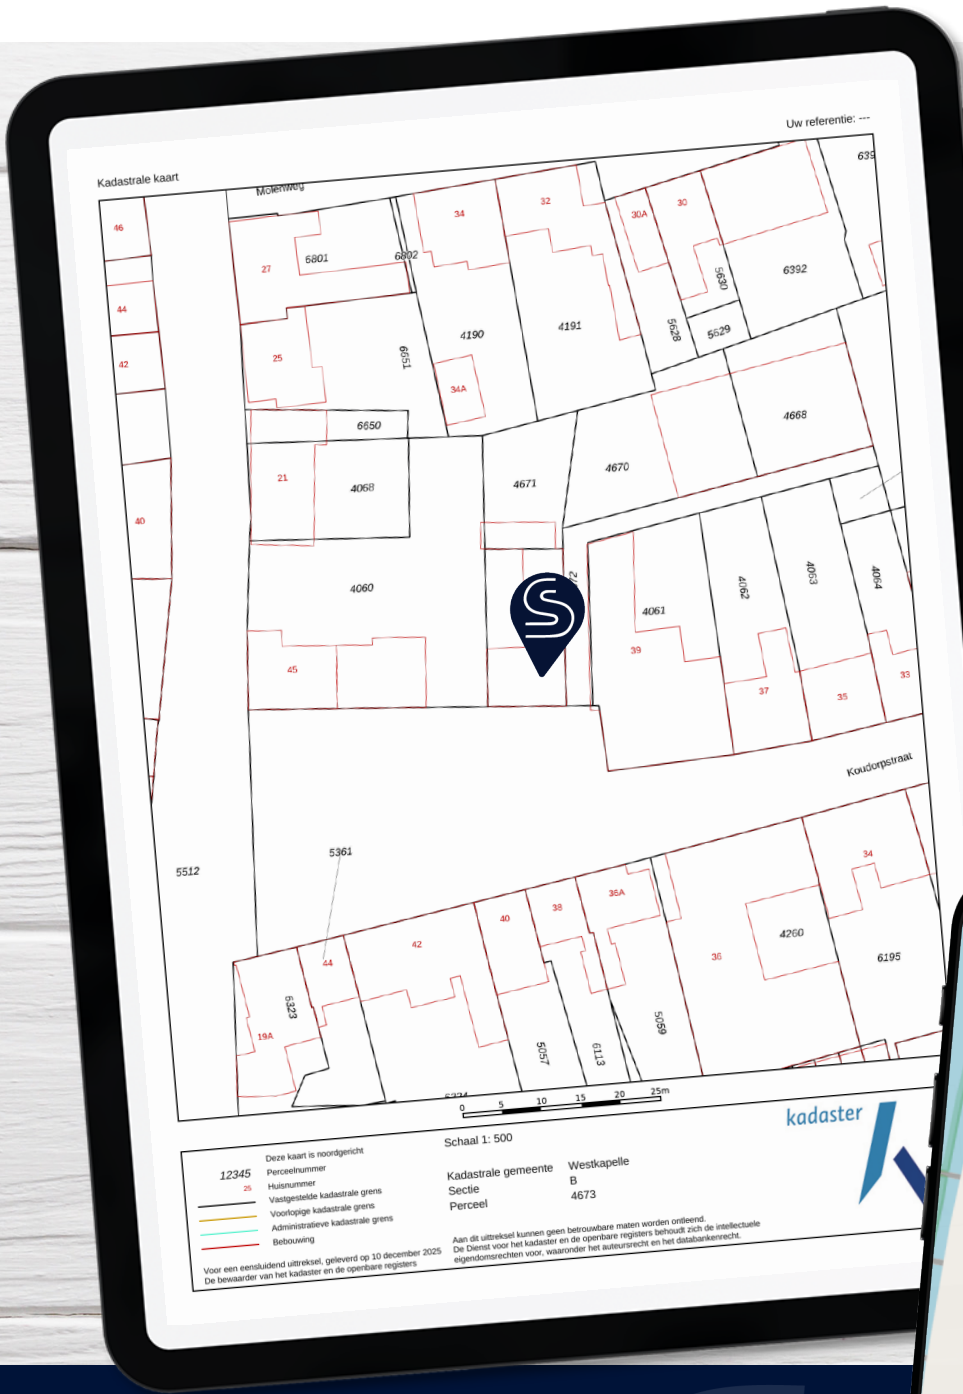 Uw referentie: ---
Kadastrale kaart
Molenweg
46
44
42
40
27
6801
6802
34
32
30A
30
5630
6392
25
6651
4190
4191
5628
5629
34A
6650
4668
21
4068
4671
4670
4060
4061
4062
4063
4064
45
39
37
35
33
Koudorpstraat
5512
5361
34
36A
38
40
42
44
36
4260
6195
6323
19A
5057
6113
5059
0 5 10 15 20 25m
Schaal 1: 500
kadaster
Deze kaart is noordgericht
12345 Perceelnummer
25 Huisnummer
Vastgestelde kadastrale grens
Voorlopige kadastrale grens
Administratieve kadastrale grens
Bebouwing
Kadastrale gemeente Westkapelle
Sectie B
Perceel 4673
Voor een eensluidend uittreksel, geleverd op 10 december 2025
De bewaarder van het kadaster en de openbare registers
Aan dit uittreksel kunnen geen betrouwbare maten worden ontleend.
De Dienst voor het kadaster en de openbare registers behoudt zich de intellectuele
eigendomsrechten voor, waaronder het auteursrecht en het databankenrecht.